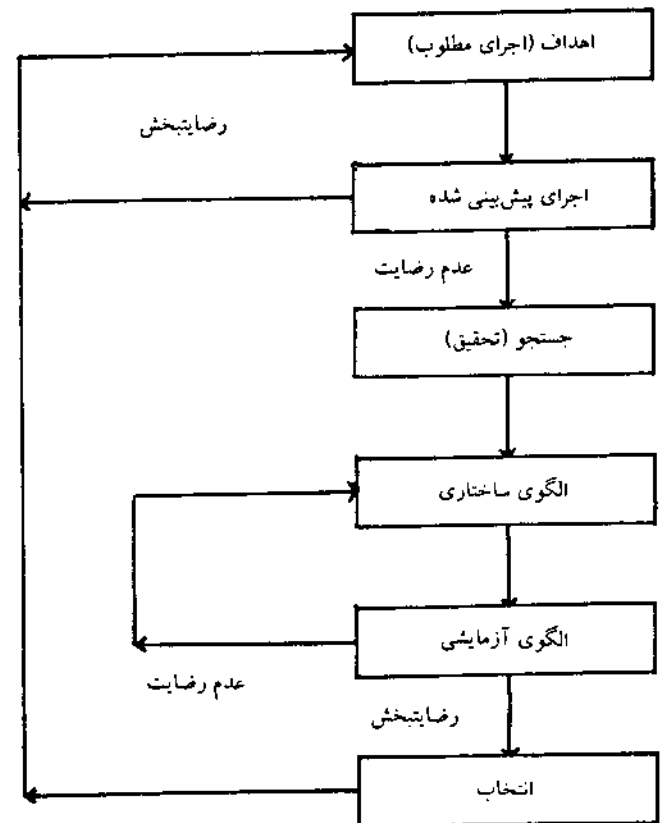 اهداف (اجرای مطلوب)
رضایتبخش
اجرای پیش‌بینی شده
عدم رضایت
جستجو (تحقیق)
الگوی ساختاری
الگوی آزمایشی
عدم رضایت
رضایتبخش
انتخاب